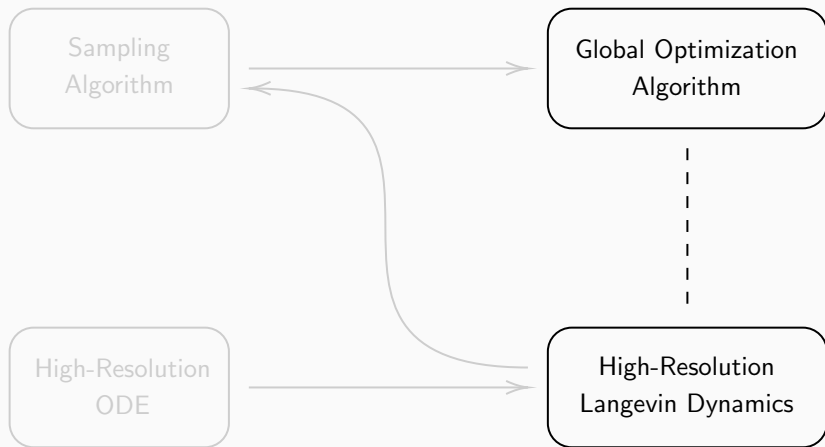 Sampling
Algorithm
Global Optimization
Algorithm
High-Resolution
ODE
High-Resolution
Langevin Dynamics